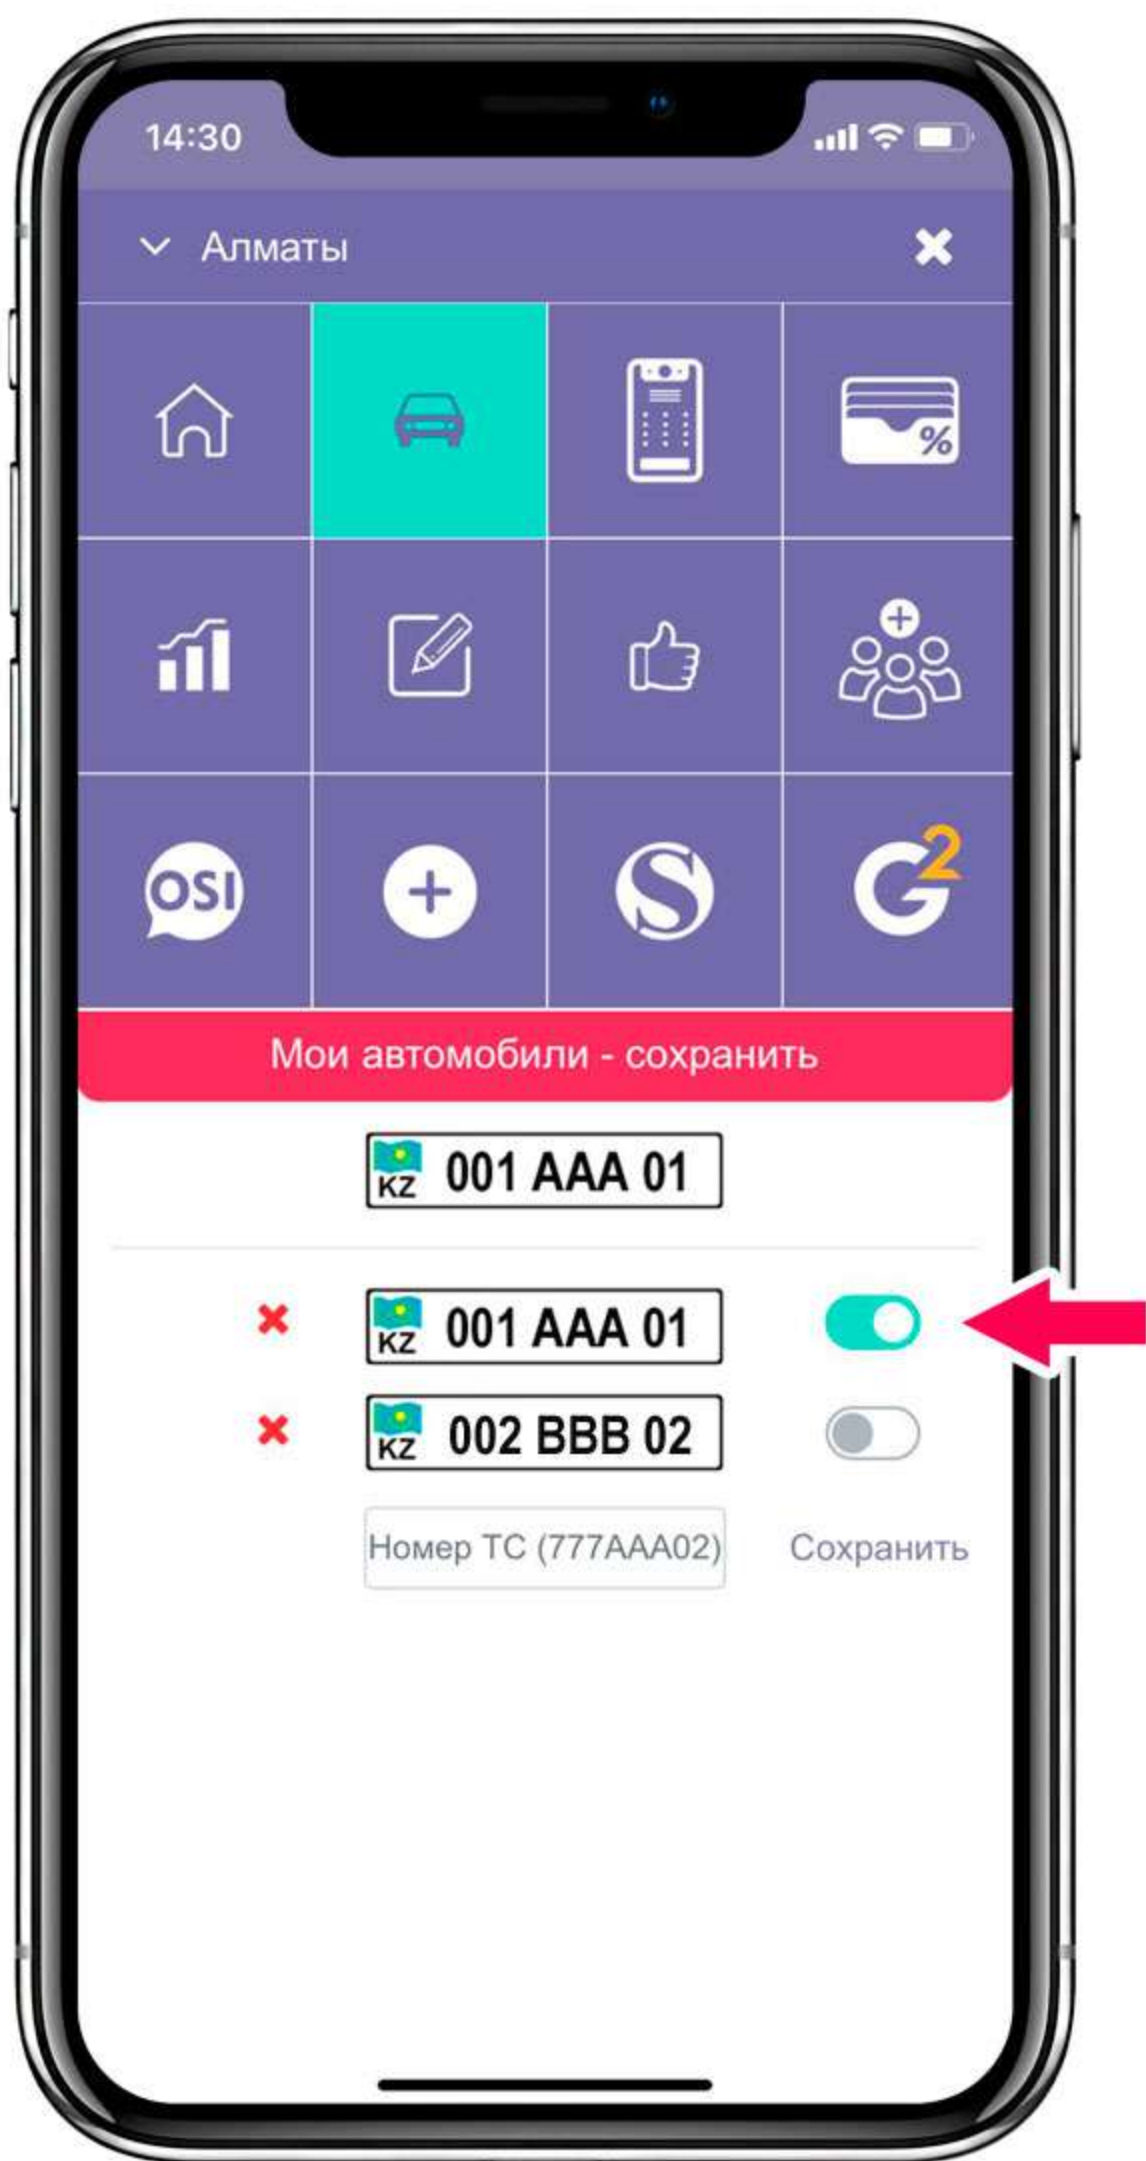 14:30
Алматы
%
OSI
S
G2
Мои автомобили - сохранить
KZ 001 AAA 01
KZ 001 AAA 01
KZ 002 BBB 02
Номер ТС (777AAA02) Сохранить